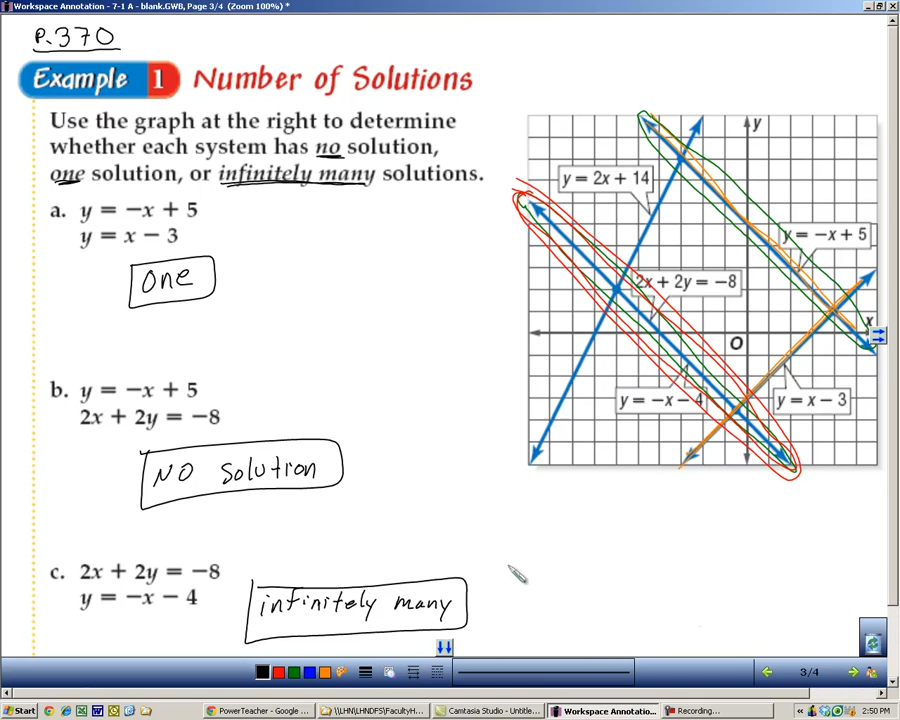 Workspace Annotation - 7-1 A - blank.GWB, Page 3/4 (Zoom 100%) *
P.370
Example 1 Number of Solutions
Use the graph at the right to determine
whether each system has no solution,
one solution, or infinitely many solutions.
a. y = −x + 5
y = x − 3
One
b. y = −x + 5
2x + 2y = −8
NO solution
c. 2x + 2y = −8
y = −x − 4
infinitely many
y
y = 2x + 14
y = −x + 5
2x + 2y = −8
x
O
y = −x − 4
y = x − 3
3/4
Start
PowerTeacher - Google ...
\\LHN\LHNDFS\FacultyH...
Camtasia Studio - Untitle...
Workspace Annotatio...
Recording...
2:50 PM